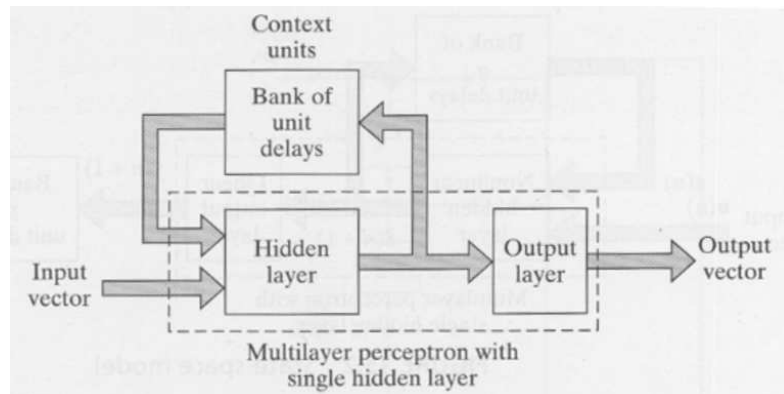 Context
units
Bank of
unit
delays
Input
vector
Hidden
layer
Output
layer
Output
vector
Multilayer perceptron with
single hidden layer